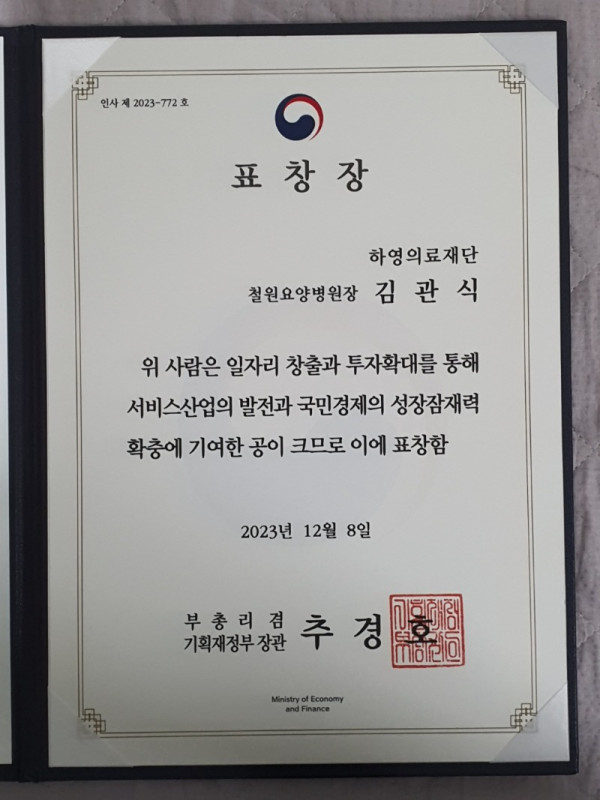 인사 제 2023-772 호
표 창 장
하영의료재단
철원요양병원장 김 관 식
위 사람은 일자리 창출과 투자확대를 통해
서비스산업의 발전과 국민경제의 성장잠재력
확충에 기여한 공이 크므로 이에 표창함
2023년 12월 8일
부 총 리 겸
기획재정부 장관 추 경 호
Ministry of Economy
and Finance